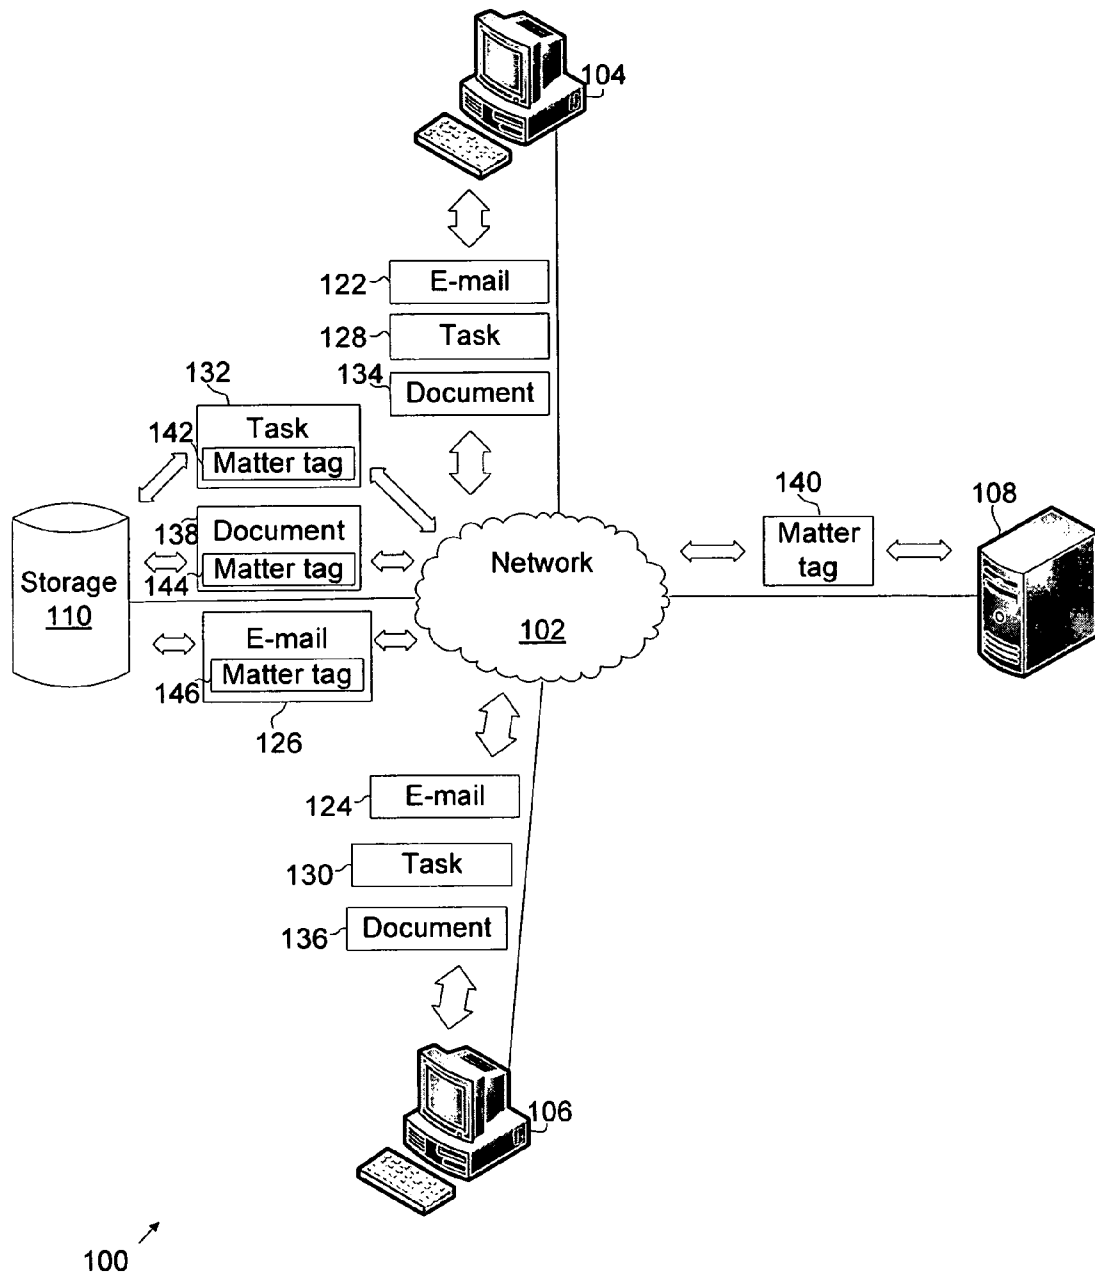 104
122
E-mail
128
Task
134
Document
132
Task
142
Matter tag
138
Document
144
Matter tag
Storage
110
E-mail
146
Matter tag
126
Network
102
140
Matter
tag
108
124
E-mail
130
Task
136
Document
106
100